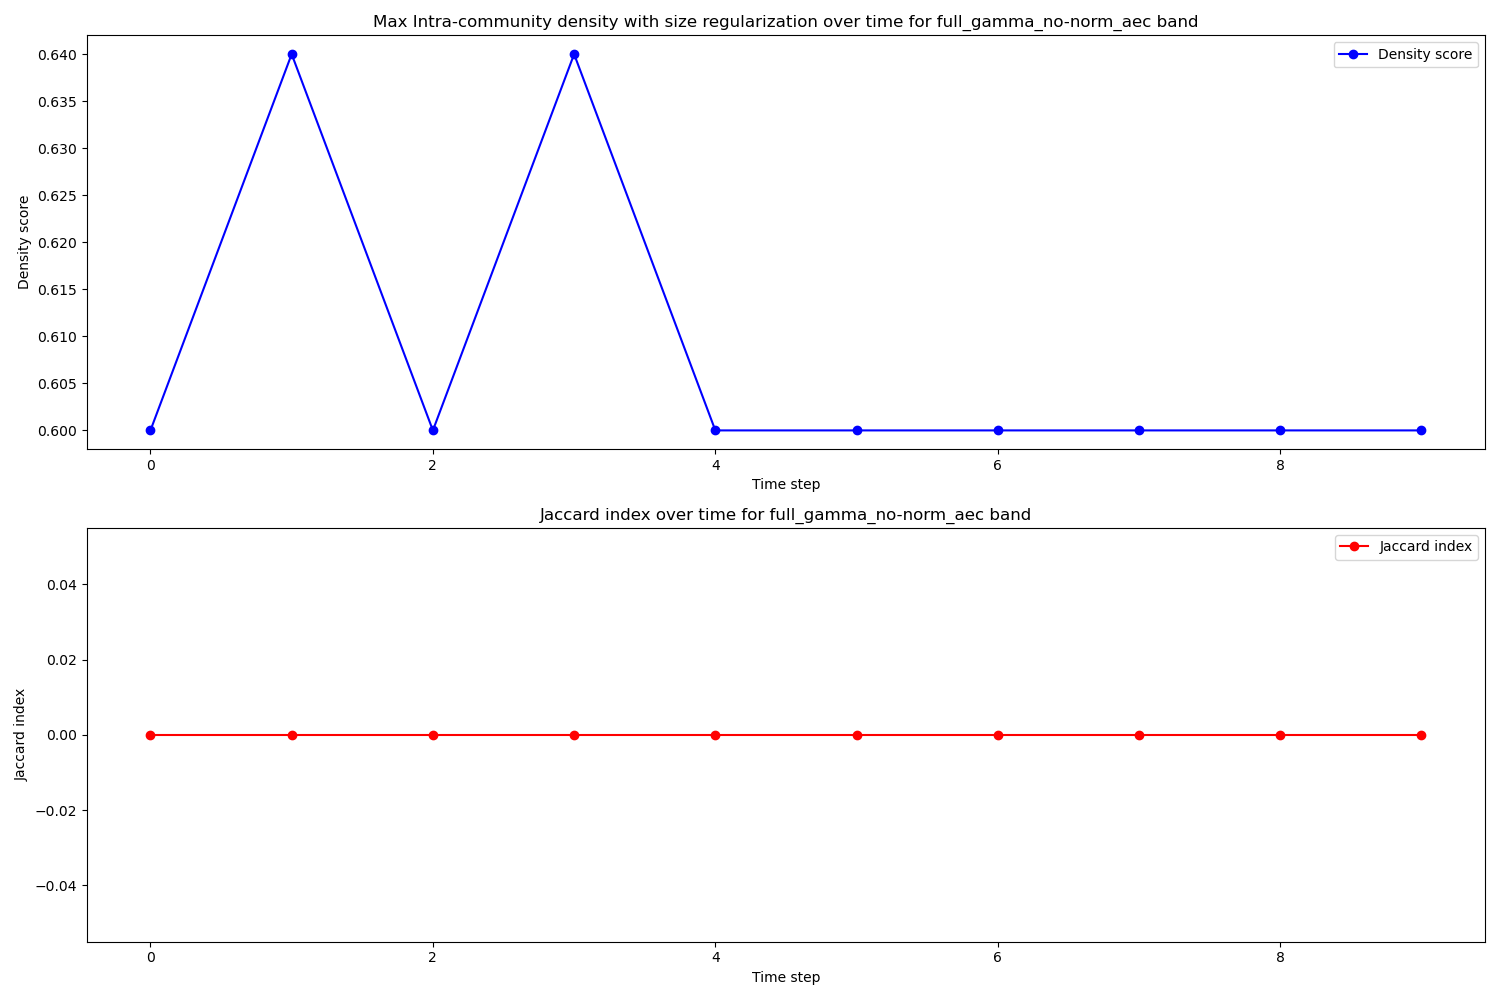 Max Intra-community density with size regularization over time for full_gamma_no-norm_aec band
Density score
0.640
0.635
0.630
0.625
0.620
0.615
0.610
0.605
0.600
Density score
0 2 4 6 8
Time step
Jaccard index over time for full_gamma_no-norm_aec band
Jaccard index
0.04
0.02
0.00
−0.02
−0.04
Jaccard index
0 2 4 6 8
Time step